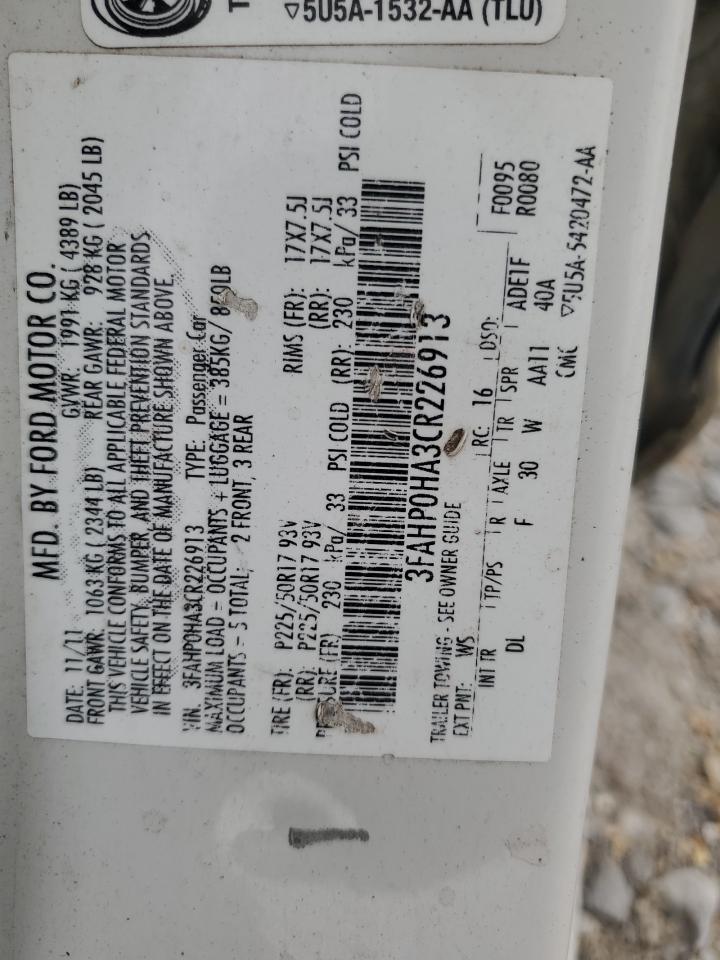 ▽5U5A-1532-AA (TLU)
MFD. BY FORD MOTOR CO.
DATE: 11/11 GVWR: 1991 KG ( 4389 LB)
FRONT GAWR: 1063 KG ( 2344 LB) REAR GAWR: 928 KG ( 2045 LB)
THIS VEHICLE CONFORMS TO ALL APPLICABLE FEDERAL MOTOR
VEHICLE SAFETY, BUMPER, AND THEFT PREVENTION STANDARDS
IN EFFECT ON THE DATE OF MANUFACTURE SHOWN ABOVE.
VIN: 3FAHP0HA3CR226913 TYPE: Passenger Car
MAXIMUM LOAD = OCCUPANTS + LUGGAGE = 385KG/ 850LB
OCCUPANTS = 5 TOTAL, 2 FRONT, 3 REAR
TIRE (FR): P225/50R17 93V RIMS (FR): 17X7.5J
(RR): P225/50R17 93V (RR): 17X7.5J
PRESSURE (FR) 230 kPa/ 33 PSI COLD (RR): 230 kPa/ 33 PSI COLD
3FAHP0HA3CR226913
TRAILER TOWING - SEE OWNER GUIDE
EXT PNT: WS RC: 16 DSO: F0095
INT TR TP/PS R AXLE TR SPR ADE1F R0080
DL F 30 W AA11 40A
CMC ▽5U5A-5420472-AA